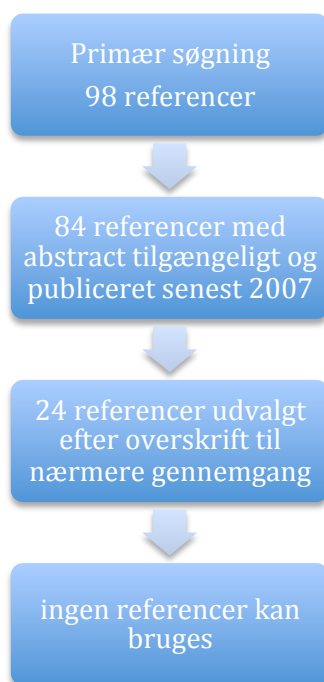 Primær søgning
98 referencer
84 referencer med
abstract tilgængeligt og
publiceret senest 2007
24 referencer udvalgt
efter overskrift til
nærmere gennemgang
ingen referencer kan
bruges